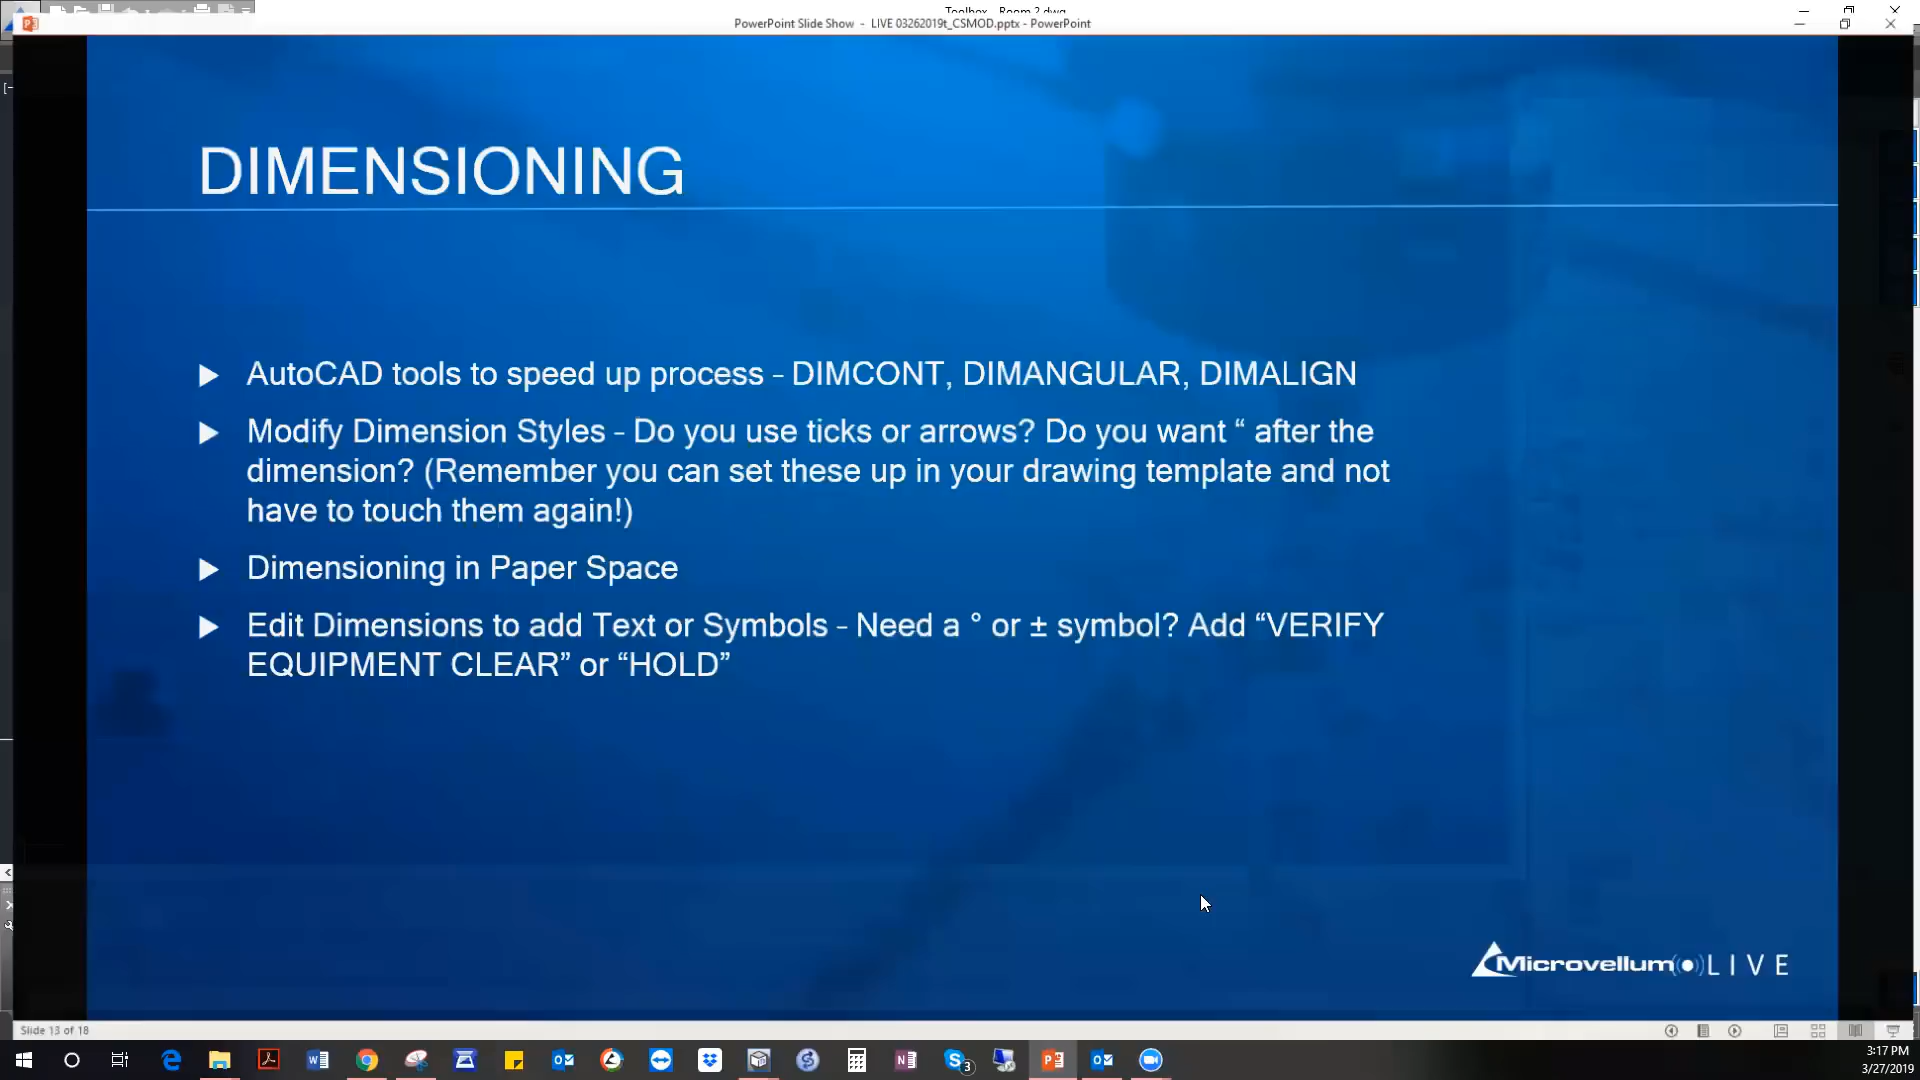 Toolbox - Room 2.dwg
PowerPoint Slide Show - LIVE 03262019t_CSMOD.pptx - PowerPoint
DIMENSIONING
AutoCAD tools to speed up process - DIMCONT, DIMANGULAR, DIMALIGN
Modify Dimension Styles - Do you use ticks or arrows? Do you want “ after the
dimension? (Remember you can set these up in your drawing template and not
have to touch them again!)
Dimensioning in Paper Space
Edit Dimensions to add Text or Symbols - Need a ° or ± symbol? Add “VERIFY
EQUIPMENT CLEAR” or “HOLD”
Microvellum LIVE
Slide 13 of 18
3:17 PM
3/27/2019